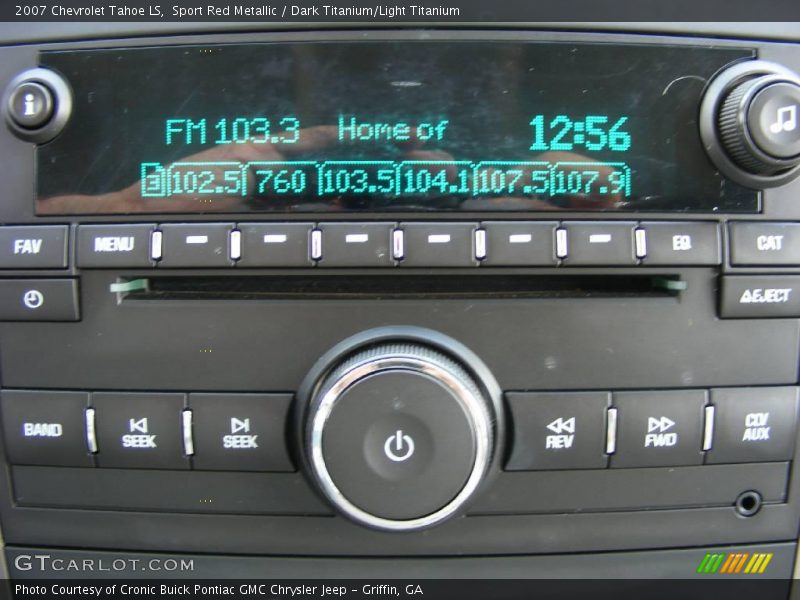 2007 Chevrolet Tahoe LS, Sport Red Metallic / Dark Titanium/Light Titanium
FM 103.3 Home of 12:56
3 102.5 760 103.5 104.1 107.5 107.9
FAV MENU EQ CAT
EJECT
BAND SEEK SEEK REV FWD CD/AUX
GTCARLOT.COM
Photo Courtesy of Cronic Buick Pontiac GMC Chrysler Jeep - Griffin, GA